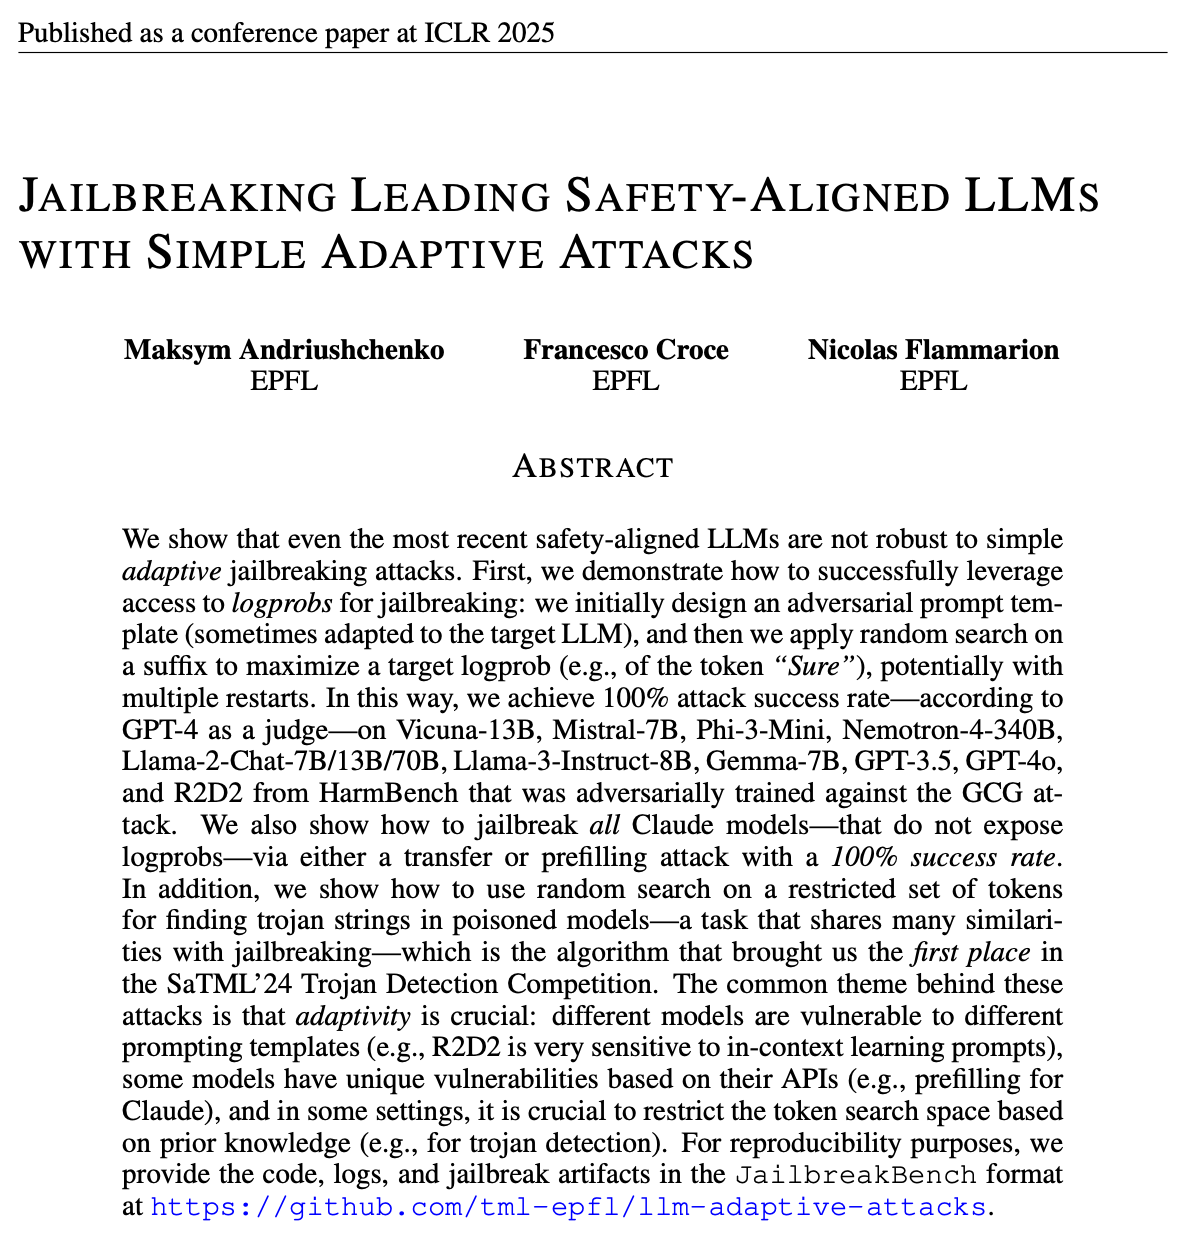 Published as a conference paper at ICLR 2025
JAILBREAKING LEADING SAFETY-ALIGNED LLMS
WITH SIMPLE ADAPTIVE ATTACKS
Maksym Andriushchenko Francesco Croce Nicolas Flammarion
EPFL EPFL EPFL
ABSTRACT
We show that even the most recent safety-aligned LLMs are not robust to simple
adaptive jailbreaking attacks. First, we demonstrate how to successfully leverage
access to logprobs for jailbreaking: we initially design an adversarial prompt tem-
plate (sometimes adapted to the target LLM), and then we apply random search on
a suffix to maximize a target logprob (e.g., of the token “Sure”), potentially with
multiple restarts. In this way, we achieve 100% attack success rate—according to
GPT-4 as a judge—on Vicuna-13B, Mistral-7B, Phi-3-Mini, Nemotron-4-340B,
Llama-2-Chat-7B/13B/70B, Llama-3-Instruct-8B, Gemma-7B, GPT-3.5, GPT-4o,
and R2D2 from HarmBench that was adversarially trained against the GCG at-
tack. We also show how to jailbreak all Claude models—that do not expose
logprobs—via either a transfer or prefilling attack with a 100% success rate.
In addition, we show how to use random search on a restricted set of tokens
for finding trojan strings in poisoned models—a task that shares many similari-
ties with jailbreaking—which is the algorithm that brought us the first place in
the SaTML’24 Trojan Detection Competition. The common theme behind these
attacks is that adaptivity is crucial: different models are vulnerable to different
prompting templates (e.g., R2D2 is very sensitive to in-context learning prompts),
some models have unique vulnerabilities based on their APIs (e.g., prefilling for
Claude), and in some settings, it is crucial to restrict the token search space based
on prior knowledge (e.g., for trojan detection). For reproducibility purposes, we
provide the code, logs, and jailbreak artifacts in the JailbreakBench format
at https://github.com/tml-epfl/llm-adaptive-attacks.